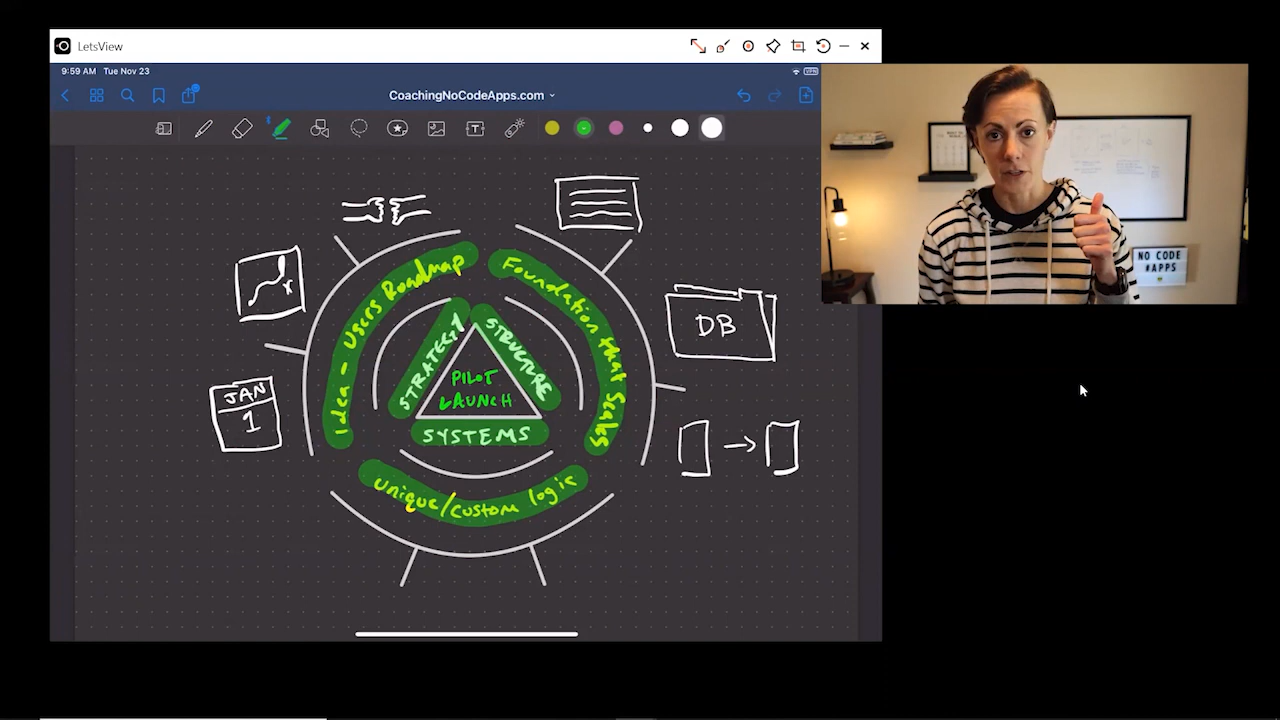 LetsView
9:59 AM Tue Nov 23
VPN
CoachingNoCodeApps.com
Idea - Users Roadmap
Foundation that Scales
STRATEGY
STRUCTURE
PILOT
LAUNCH
SYSTEMS
Unique/Custom logic
JAN
1
DB
NO CODE
#APPS